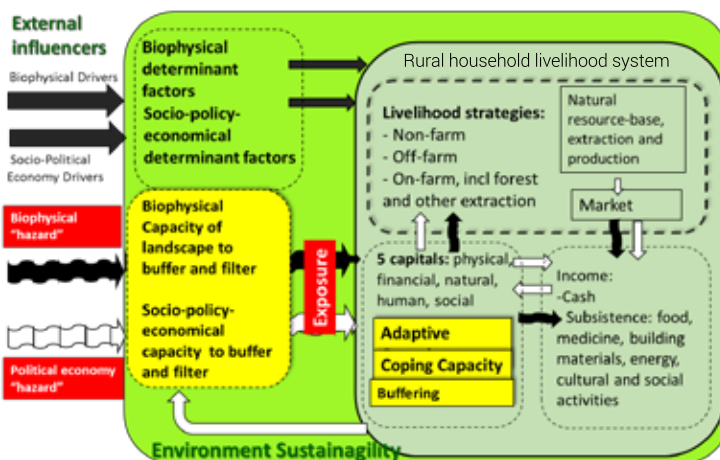 External
influencers
Biophysical Drivers
Socio-Political
Economy Drivers
Biophysical
"hazard"
Political economy
"hazard"
Biophysical
determinant
factors
Socio-policy-
economical
determinant factors
Biophysical
Capacity of
landscape to
buffer and filter
Socio-policy-
economical
capacity to buffer
and filter
Exposure
Rural household livelihood system
Livelihood strategies:
- Non-farm
- Off-farm
- On-farm, incl forest
and other extraction
Natural
resource-base,
extraction and
production
Market
5 capitals: physical,
financial, natural,
human, social
Adaptive
Coping Capacity
Buffering
Income:
-Cash
Subsistence: food,
medicine, building
materials, energy,
cultural and social
activities
Environment Sustainagility